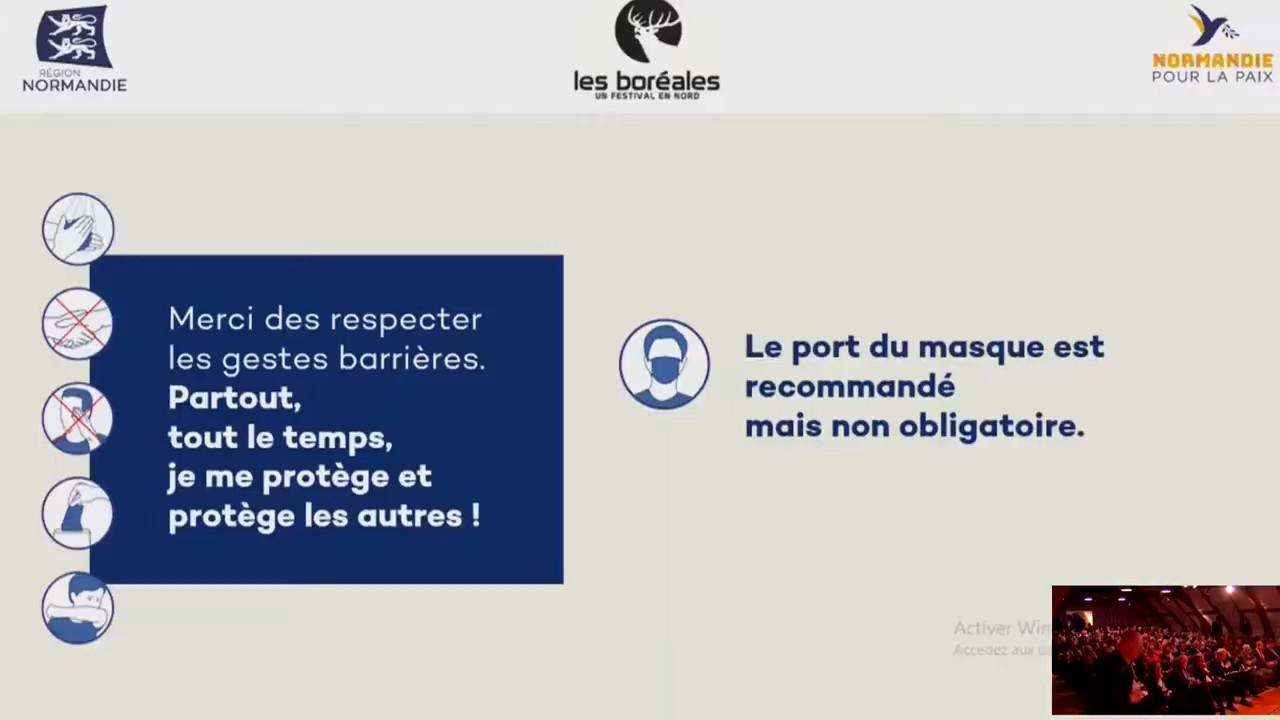 RÉGION
NORMANDIE
les boréales
UN FESTIVAL EN NORD
NORMANDIE
POUR LA PAIX
Merci des respecter
les gestes barrières.
Partout,
tout le temps,
je me protège et
protège les autres !
Le port du masque est
recommandé
mais non obligatoire.
Activer Win
Accédez aux